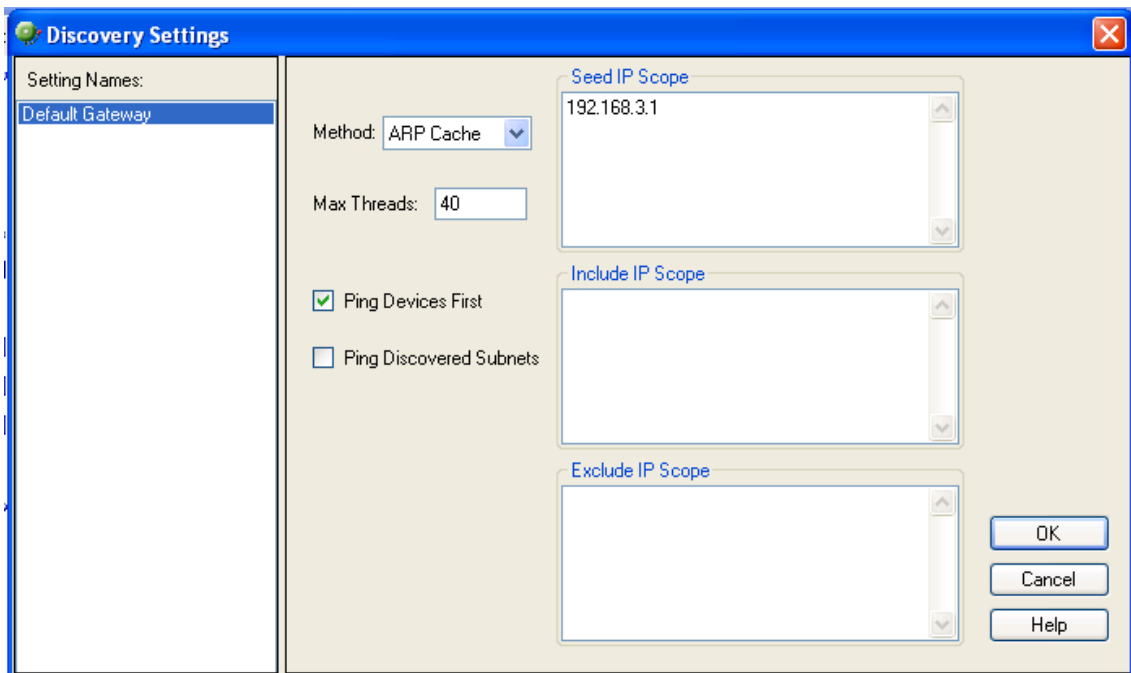 Discovery Settings
Setting Names:
Default Gateway
Method: ARP Cache
Max Threads: 40
Ping Devices First
Ping Discovered Subnets
Seed IP Scope
192.168.3.1
Include IP Scope
Exclude IP Scope
OK
Cancel
Help